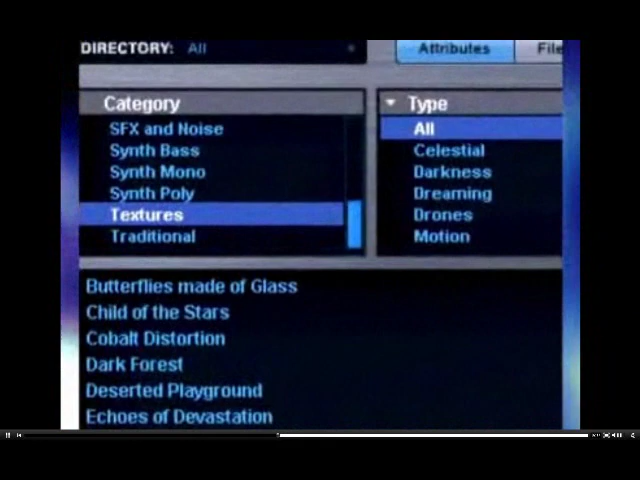 DIRECTORY: All
Attributes
File
Category
SFX and Noise
Synth Bass
Synth Mono
Synth Poly
Textures
Traditional
Type
All
Celestial
Darkness
Dreaming
Drones
Motion
Butterflies made of Glass
Child of the Stars
Cobalt Distortion
Dark Forest
Deserted Playground
Echoes of Devastation